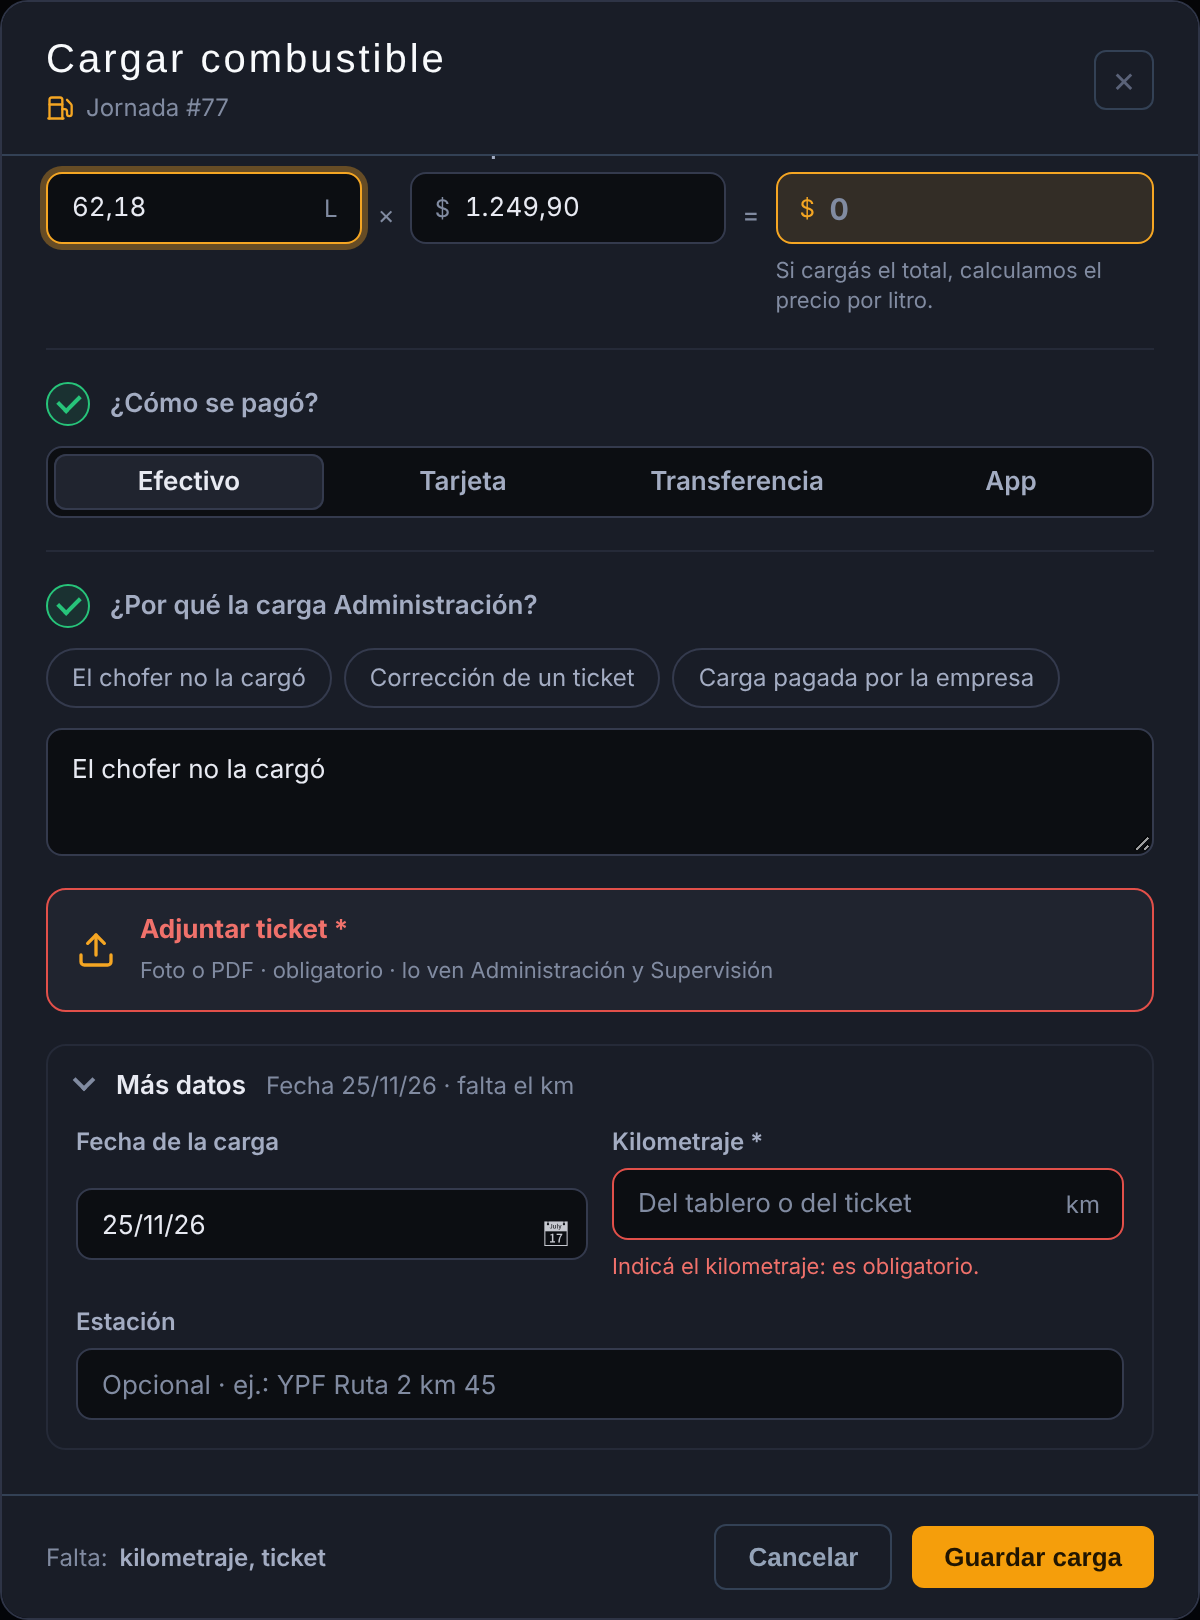 Cargar combustible
Jornada #77
62,18 L × $ 1.249,90 = $ 0
Si cargás el total, calculamos el
precio por litro.
¿Cómo se pagó?
Efectivo Tarjeta Transferencia App
¿Por qué la carga Administración?
El chofer no la cargó Corrección de un ticket Carga pagada por la empresa
El chofer no la cargó
Adjuntar ticket *
Foto o PDF · obligatorio · lo ven Administración y Supervisión
Más datos Fecha 25/11/26 · falta el km
Fecha de la carga Kilometraje *
25/11/26 Del tablero o del ticket km
Indicá el kilometraje: es obligatorio.
Estación
Opcional · ej.: YPF Ruta 2 km 45
Falta: kilometraje, ticket Cancelar Guardar carga